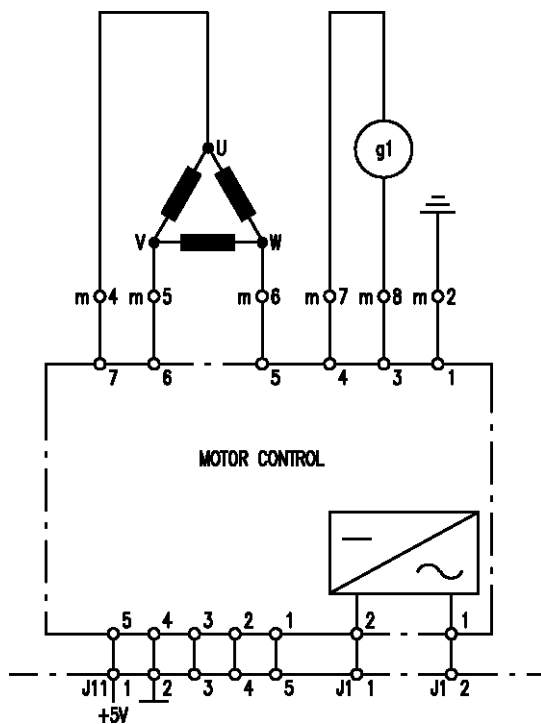 U
g1
V W
m 4 m 5 m 6 m 7 m 8 m 2
7 6 5 4 3 1
MOTOR CONTROL
5 4 3 2 1 2 1
J11 1 2 3 4 5 J1 1 J1 2
+5V